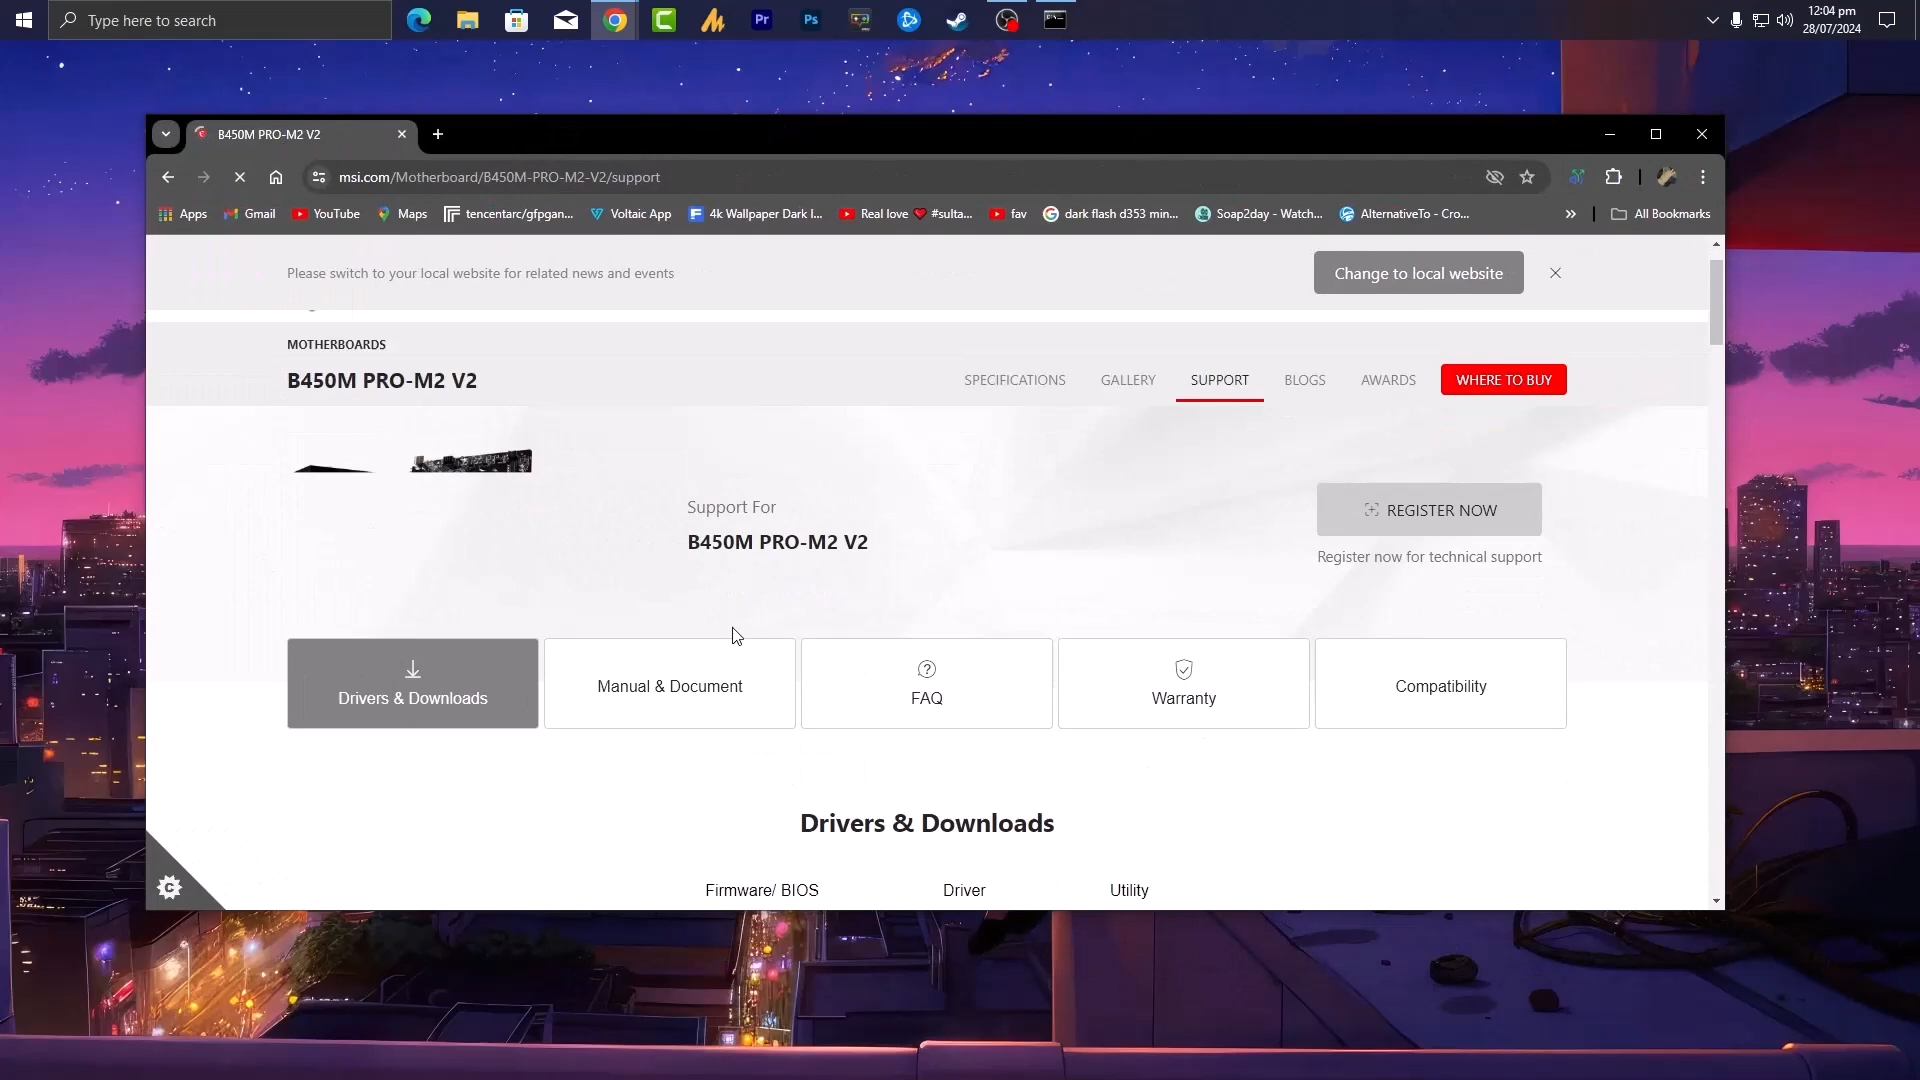 Type here to search
Pr
Ps
12:04 pm
28/07/2024
B450M PRO-M2 V2
msi.com/Motherboard/B450M-PRO-M2-V2/support
Apps
Gmail
YouTube
Maps
tencentarc/gfpgan...
Voltaic App
4k Wallpaper Dark I...
Real love ❤ #sulta...
fav
dark flash d353 min...
Soap2day - Watch...
AlternativeTo - Cro...
»
All Bookmarks
Please switch to your local website for related news and events
Change to local website
MOTHERBOARDS
B450M PRO-M2 V2
SPECIFICATIONS
GALLERY
SUPPORT
BLOGS
AWARDS
WHERE TO BUY
Support For
B450M PRO-M2 V2
REGISTER NOW
Register now for technical support
Drivers & Downloads
Manual & Document
FAQ
Warranty
Compatibility
Drivers & Downloads
Firmware/ BIOS
Driver
Utility